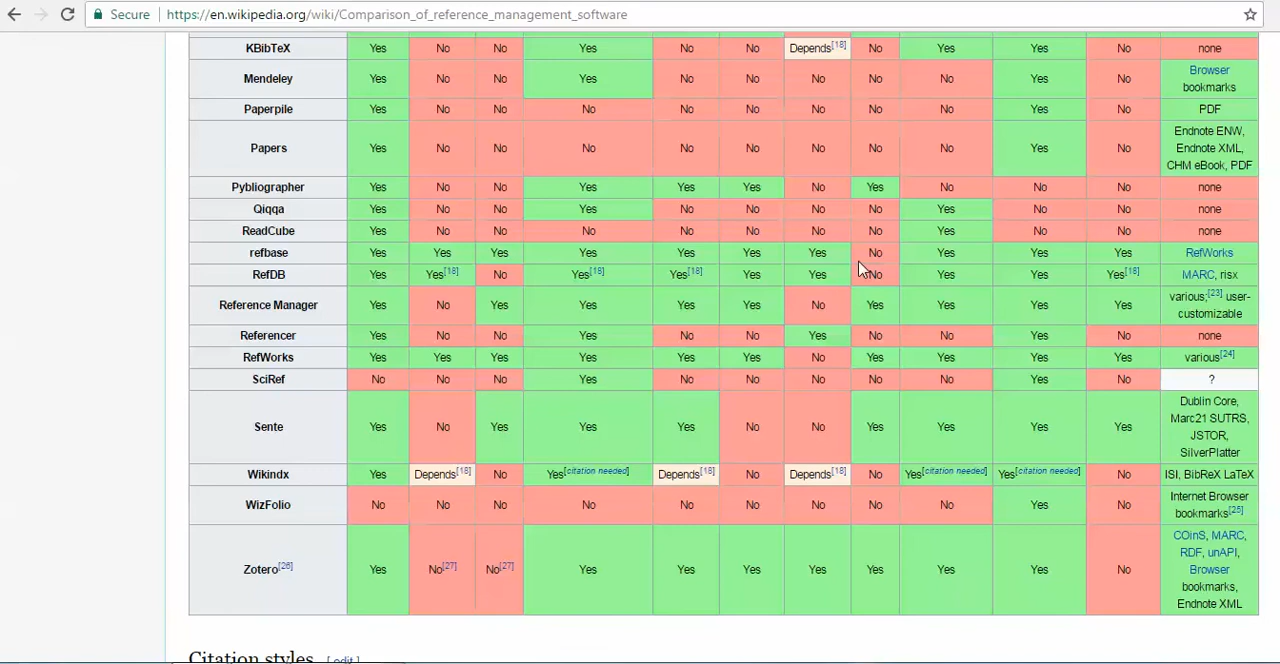 Secure https://en.wikipedia.org/wiki/Comparison_of_reference_management_software
KBibTeX Yes No No Yes No No Depends[18] No Yes Yes No none
Mendeley Yes No No Yes No No No No No Yes No Browser
bookmarks
Paperpile Yes No No No No No No No No Yes No PDF
Papers Yes No No No No No No No No Yes No Endnote ENW,
Endnote XML,
CHM eBook, PDF
Pybliographer Yes No No Yes Yes Yes No Yes No No No none
Qiqqa Yes No No Yes No No No No Yes No No none
ReadCube Yes No No No No No No No Yes No No none
refbase Yes Yes Yes Yes Yes Yes Yes No Yes Yes Yes RefWorks
RefDB Yes Yes[18] No Yes[18] Yes[18] Yes Yes No Yes Yes Yes[18] MARC, risx
Reference Manager Yes No Yes Yes Yes Yes No Yes Yes Yes Yes various;[23] user-
customizable
Referencer Yes No No Yes No No Yes No No Yes No none
RefWorks Yes Yes Yes Yes Yes Yes No Yes Yes Yes Yes various[24]
SciRef No No No Yes No No No No No Yes No ?
Sente Yes No Yes Yes Yes No No Yes Yes Yes Yes Dublin Core,
Marc21 SUTRS,
JSTOR,
SilverPlatter
Wikindx Yes Depends[18] No Yes[citation needed] Depends[18] No Depends[18] No Yes[citation needed] Yes[citation needed] No ISI, BibReX LaTeX
WizFolio No No No No No No No No No Yes No Internet Browser
bookmarks[25]
Zotero[26] Yes No[27] No[27] Yes Yes Yes Yes Yes Yes Yes No COinS, MARC,
RDF, unAPI,
Browser
bookmarks,
Endnote XML
Citation styles [ edit ]